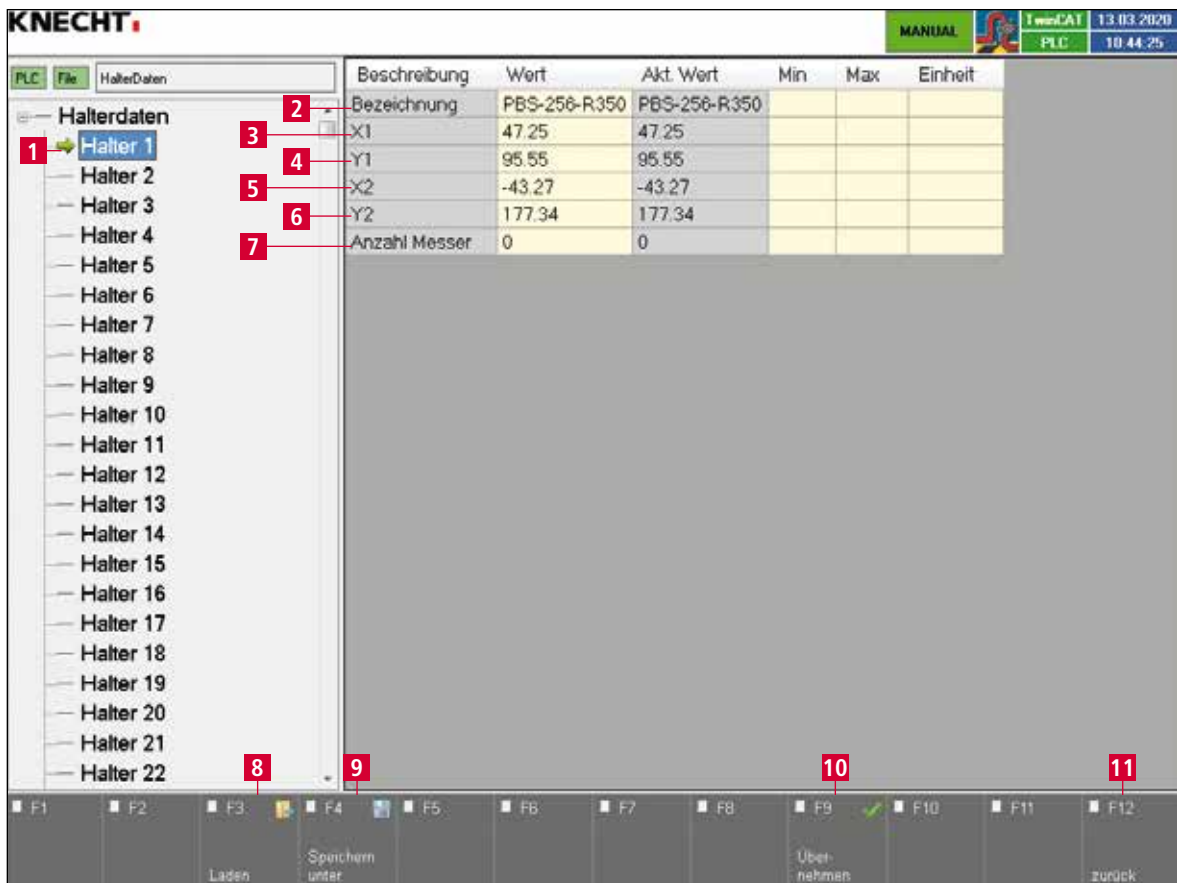 KNECHT
MANUAL
TwinCAT
PLC
13.03.2020
10:44:25
PLC File HalterDaten
Beschreibung Wert Akt. Wert Min Max Einheit
2 Bezeichnung PBS-256-R350 PBS-256-R350
3 X1 47.25 47.25
4 Y1 95.55 95.55
5 X2 -43.27 -43.27
6 Y2 177.34 177.34
7 Anzahl Messer 0 0
Halterdaten
1 Halter 1
Halter 2
Halter 3
Halter 4
Halter 5
Halter 6
Halter 7
Halter 8
Halter 9
Halter 10
Halter 11
Halter 12
Halter 13
Halter 14
Halter 15
Halter 16
Halter 17
Halter 18
Halter 19
Halter 20
Halter 21
Halter 22
8 9 10 11
F1 F2 F3 F4 F5 F6 F7 F8 F9 F10 F11 F12
Laden
Speichern
unter
Über-
nehmen
zurück